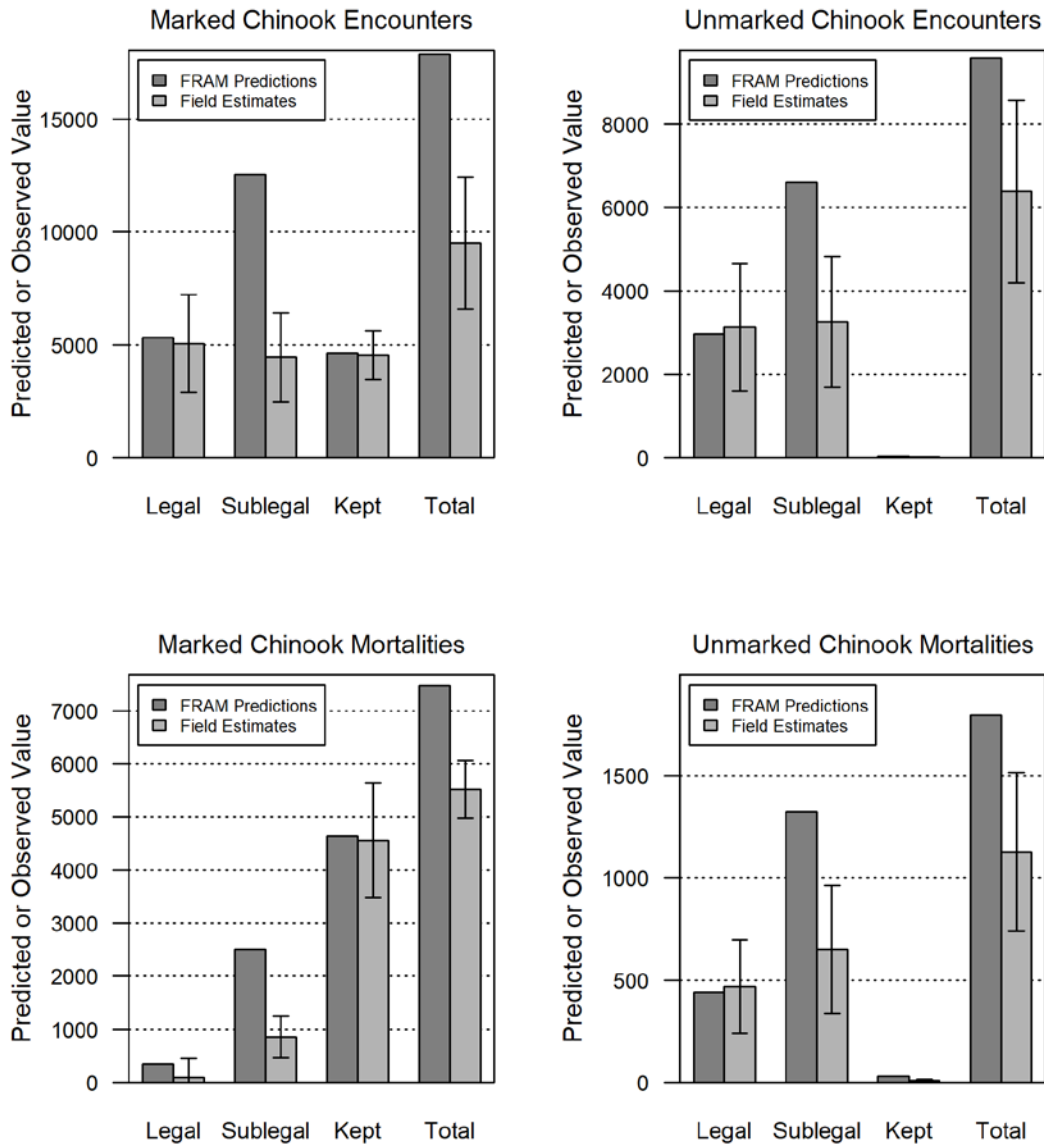 Marked Chinook Encounters
Predicted or Observed Value
15000
10000
5000
0
FRAM Predictions
Field Estimates
Legal Sublegal Kept Total
Unmarked Chinook Encounters
Predicted or Observed Value
8000
6000
4000
2000
0
FRAM Predictions
Field Estimates
Legal Sublegal Kept Total
Marked Chinook Mortalities
Predicted or Observed Value
7000
6000
5000
4000
3000
2000
1000
0
FRAM Predictions
Field Estimates
Legal Sublegal Kept Total
Unmarked Chinook Mortalities
Predicted or Observed Value
1500
1000
500
0
FRAM Predictions
Field Estimates
Legal Sublegal Kept Total